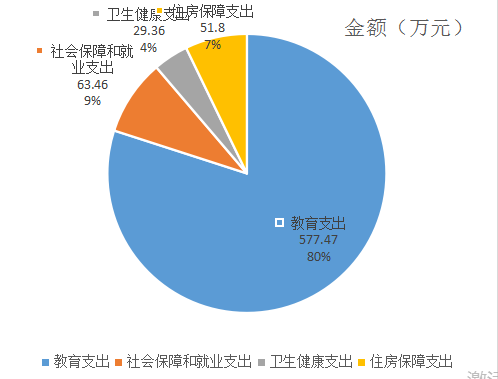 金额（万元）
卫生健康支出
29.36
4%
住房保障支出
51.8
7%
社会保障和就
业支出
63.46
9%
教育支出
577.47
80%
教育支出 社会保障和就业支出 卫生健康支出 住房保障支出